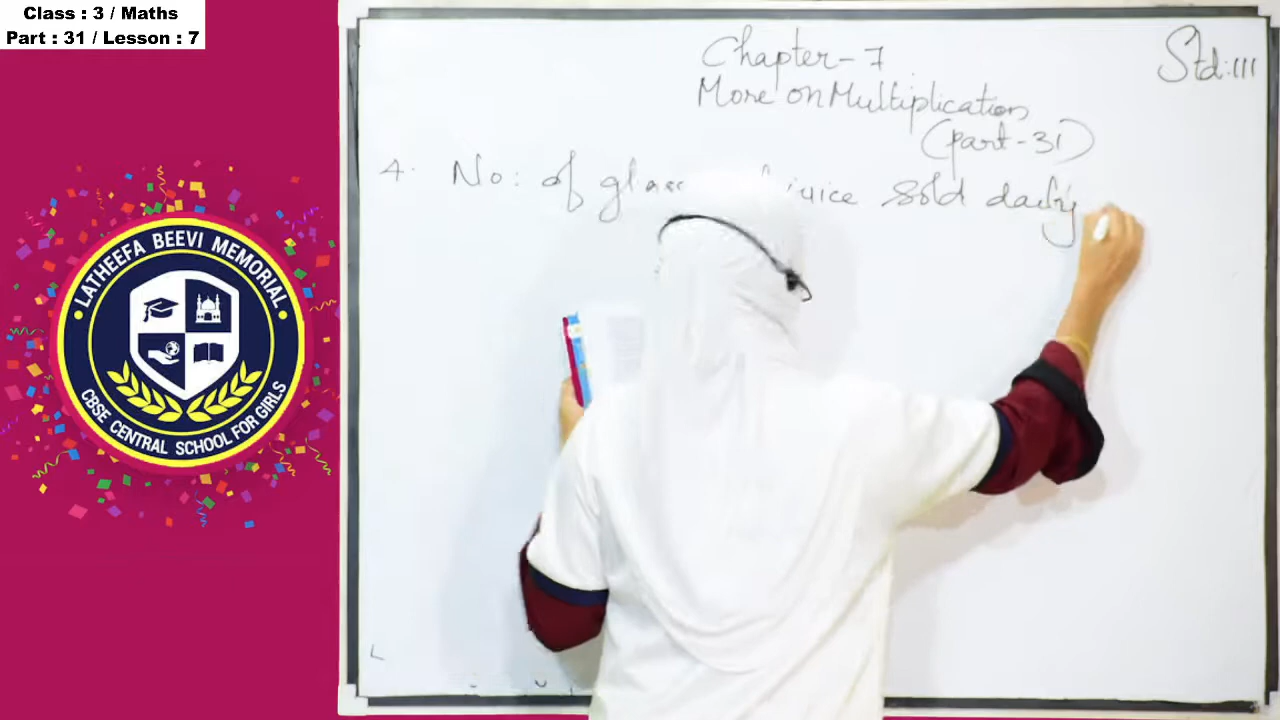 Class : 3 / Maths
Part : 31 / Lesson : 7
Chapter - 7
Std: III
More on Multiplication
(part - 31)
4. No: of glass juice sold daily
LATHEEFA BEEVI MEMORIAL
CBSE CENTRAL SCHOOL FOR GIRLS